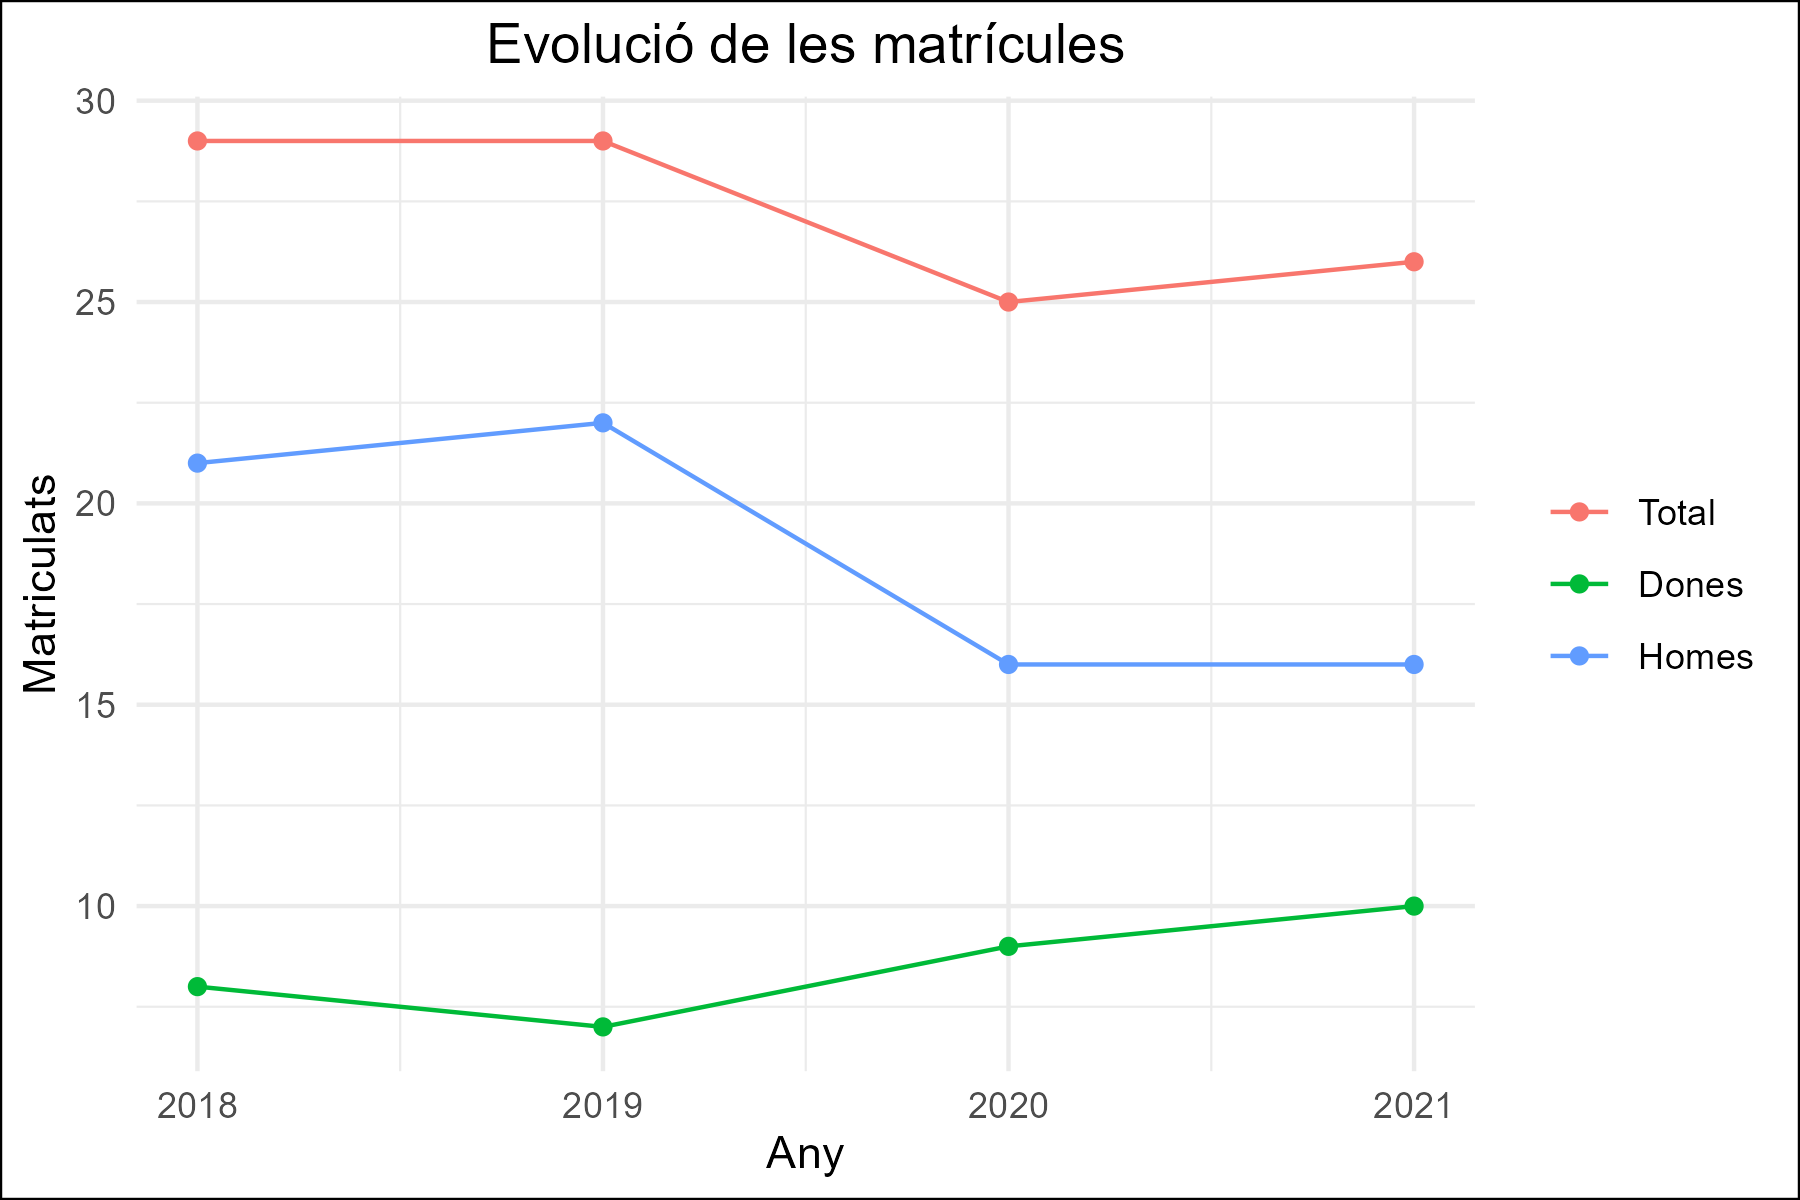 Evolució de les matrícules
30
25
20
15
10
Matriculats
2018
2019
2020
2021
Any
Total
Dones
Homes